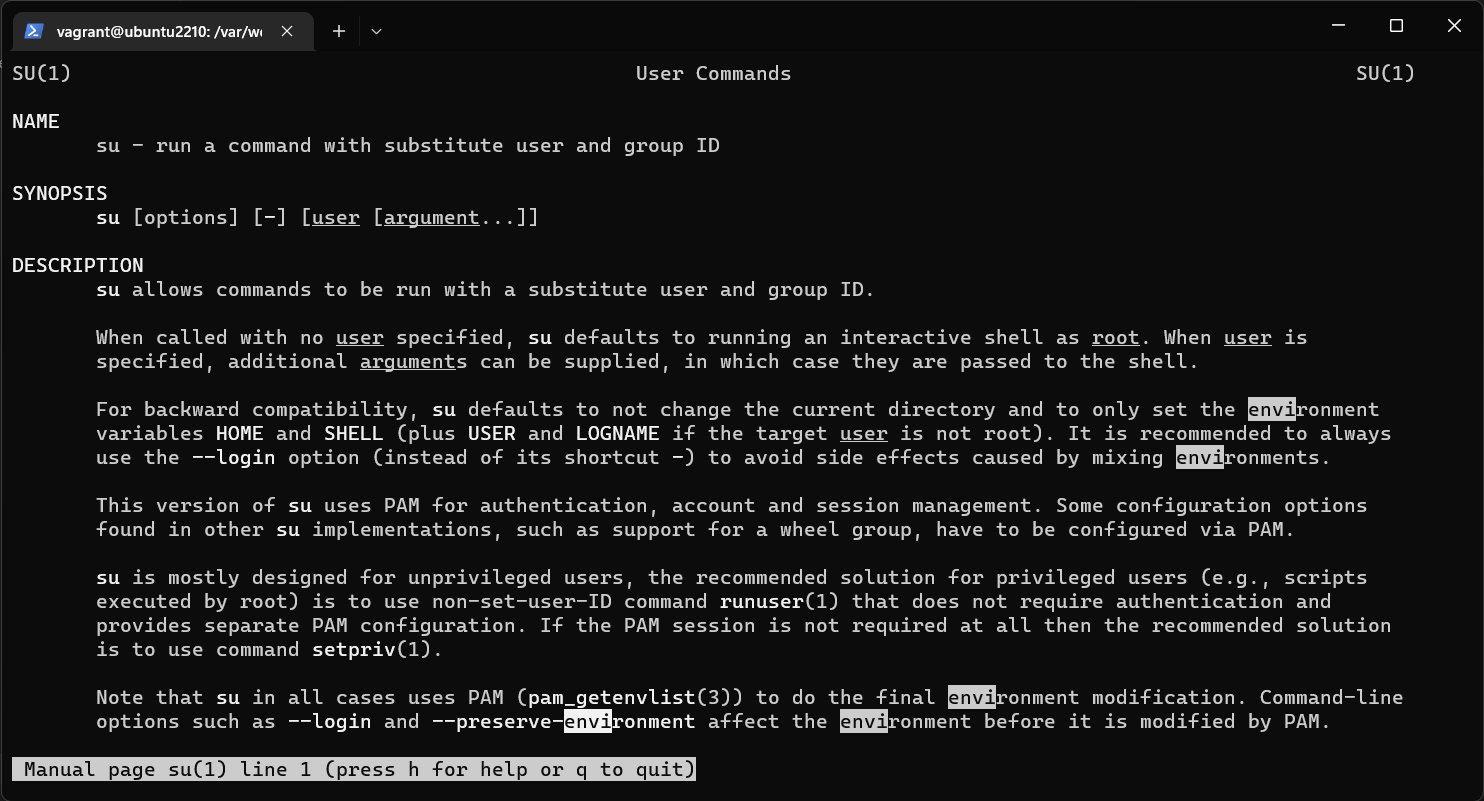 vagrant@ubuntu2210: /var/w
SU(1) User Commands SU(1)
NAME
su - run a command with substitute user and group ID
SYNOPSIS
su [options] [-] [user [argument...]]
DESCRIPTION
su allows commands to be run with a substitute user and group ID.
When called with no user specified, su defaults to running an interactive shell as root. When user is
specified, additional arguments can be supplied, in which case they are passed to the shell.
For backward compatibility, su defaults to not change the current directory and to only set the environment
variables HOME and SHELL (plus USER and LOGNAME if the target user is not root). It is recommended to always
use the --login option (instead of its shortcut -) to avoid side effects caused by mixing environments.
This version of su uses PAM for authentication, account and session management. Some configuration options
found in other su implementations, such as support for a wheel group, have to be configured via PAM.
su is mostly designed for unprivileged users, the recommended solution for privileged users (e.g., scripts
executed by root) is to use non-set-user-ID command runuser(1) that does not require authentication and
provides separate PAM configuration. If the PAM session is not required at all then the recommended solution
is to use command setpriv(1).
Note that su in all cases uses PAM (pam_getenvlist(3)) to do the final environment modification. Command-line
options such as --login and --preserve-environment affect the environment before it is modified by PAM.
Manual page su(1) line 1 (press h for help or q to quit)